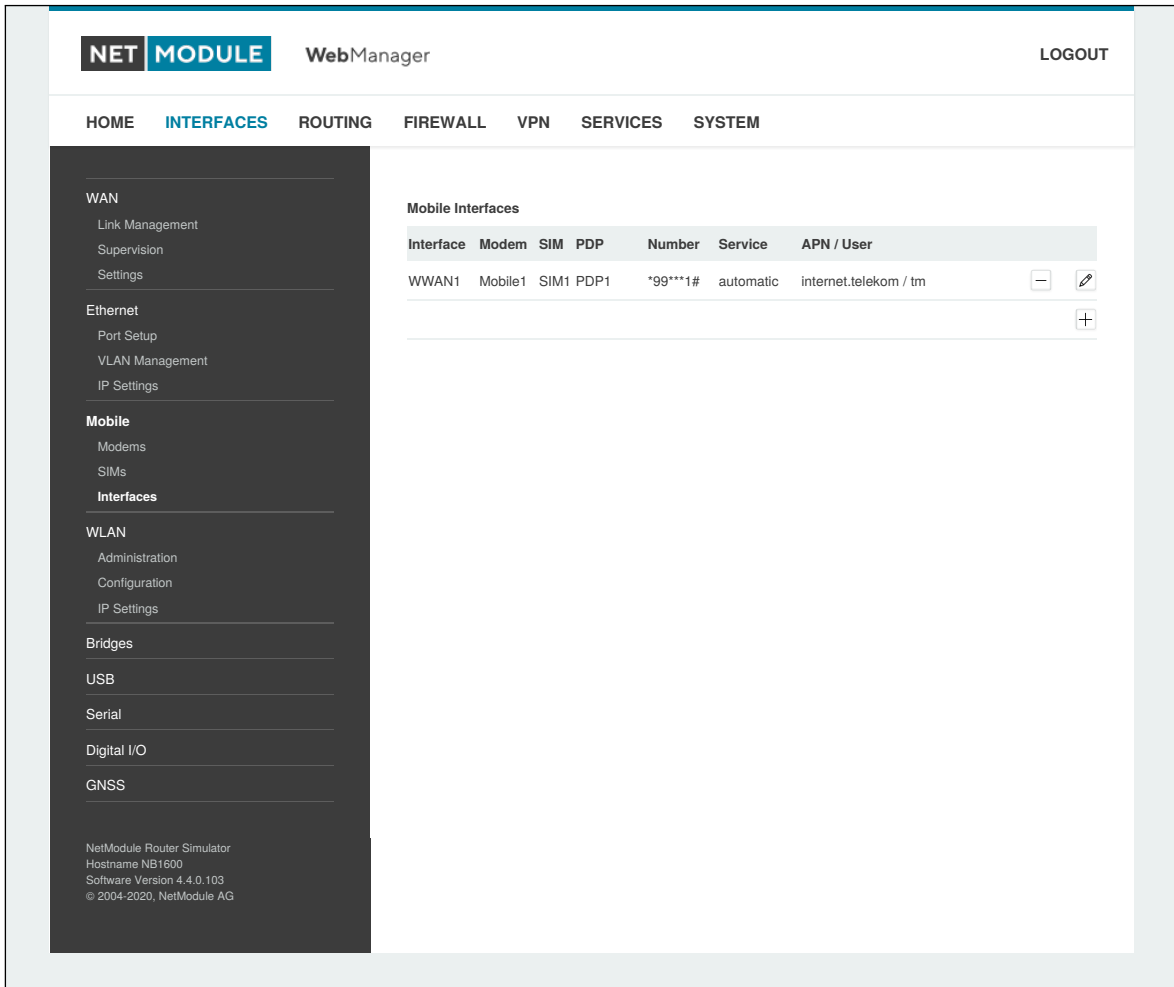 NET MODULE WebManager LOGOUT
HOME INTERFACES ROUTING FIREWALL VPN SERVICES SYSTEM
WAN
Link Management
Supervision
Settings
Ethernet
Port Setup
VLAN Management
IP Settings
Mobile
Modems
SIMs
Interfaces
WLAN
Administration
Configuration
IP Settings
Bridges
USB
Serial
Digital I/O
GNSS
NetModule Router Simulator
Hostname NB1600
Software Version 4.4.0.103
© 2004-2020, NetModule AG
Mobile Interfaces
Interface Modem SIM PDP Number Service APN / User
WWAN1 Mobile1 SIM1 PDP1 *99***1# automatic internet.telekom / tm